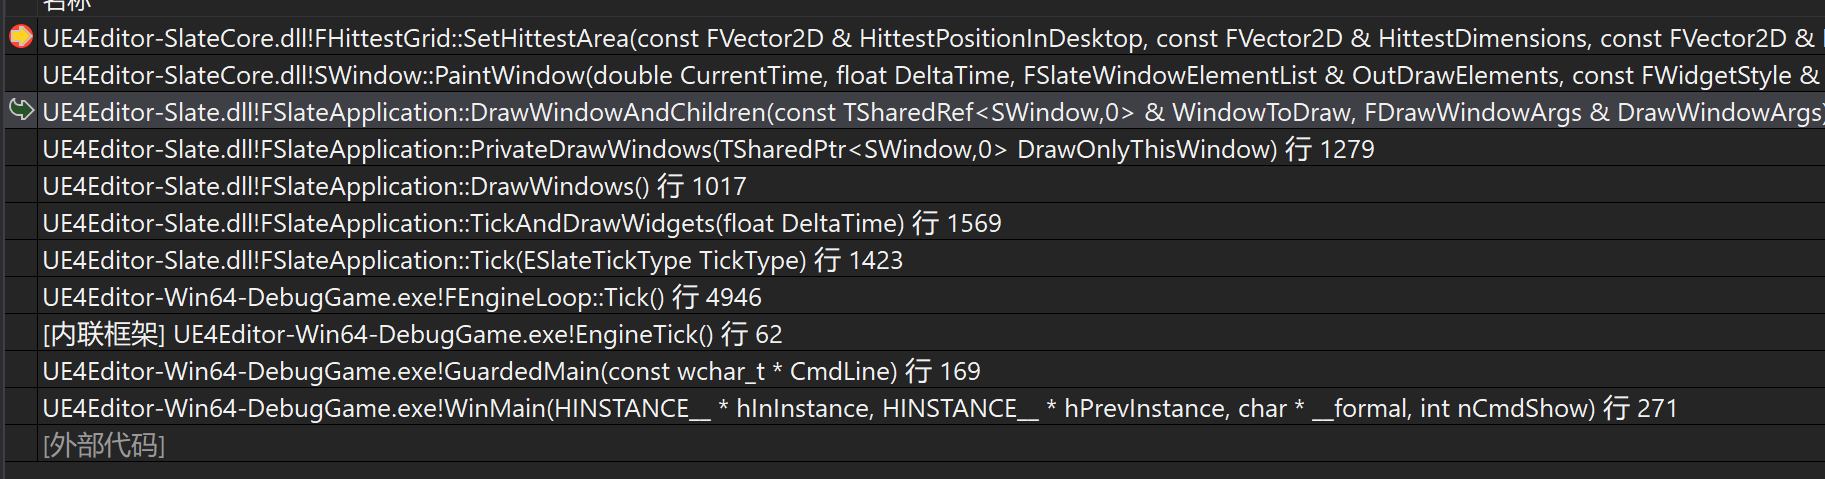 名称
UE4Editor-SlateCore.dll!FHittestGrid::SetHittestArea(const FVector2D & HittestPositionInDesktop, const FVector2D & HittestDimensions, const FVector2D &
UE4Editor-SlateCore.dll!SWindow::PaintWindow(double CurrentTime, float DeltaTime, FSlateWindowElementList & OutDrawElements, const FWidgetStyle &
UE4Editor-Slate.dll!FSlateApplication::DrawWindowAndChildren(const TSharedRef<SWindow,0> & WindowToDraw, FDrawWindowArgs & DrawWindowArgs)
UE4Editor-Slate.dll!FSlateApplication::PrivateDrawWindows(TSharedPtr<SWindow,0> DrawOnlyThisWindow) 行 1279
UE4Editor-Slate.dll!FSlateApplication::DrawWindows() 行 1017
UE4Editor-Slate.dll!FSlateApplication::TickAndDrawWidgets(float DeltaTime) 行 1569
UE4Editor-Slate.dll!FSlateApplication::Tick(ESlateTickType TickType) 行 1423
UE4Editor-Win64-DebugGame.exe!FEngineLoop::Tick() 行 4946
[内联框架] UE4Editor-Win64-DebugGame.exe!EngineTick() 行 62
UE4Editor-Win64-DebugGame.exe!GuardedMain(const wchar_t * CmdLine) 行 169
UE4Editor-Win64-DebugGame.exe!WinMain(HINSTANCE__ * hInInstance, HINSTANCE__ * hPrevInstance, char * __formal, int nCmdShow) 行 271
[外部代码]